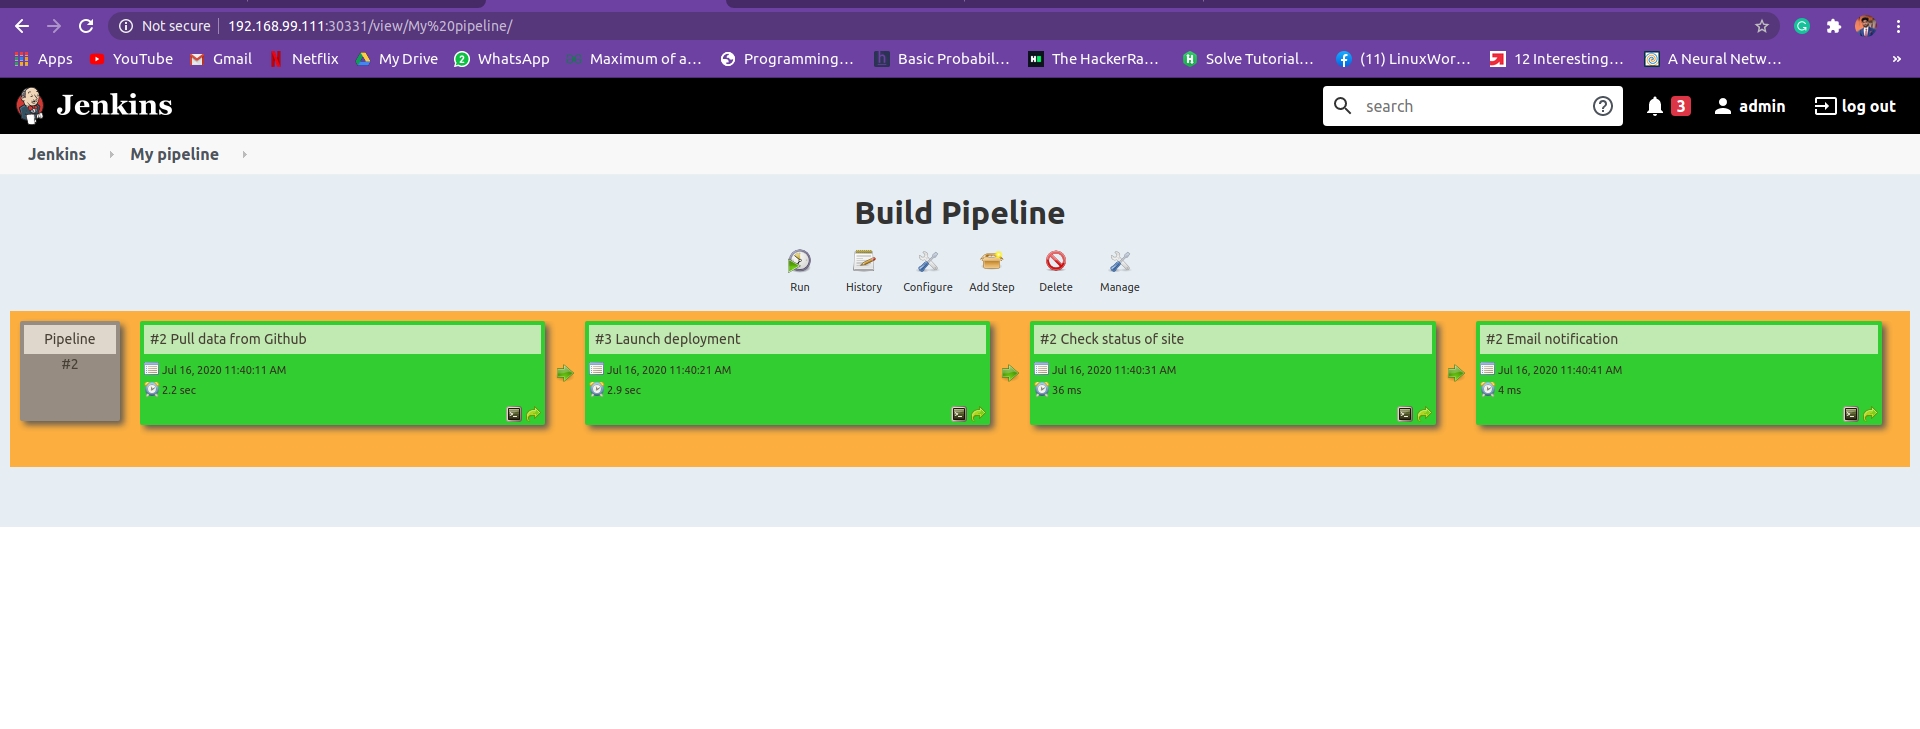 Not secure 192.168.99.111:30331/view/My%20pipeline/
Apps YouTube Gmail Netflix My Drive 2 WhatsApp Maximum of a... Programming... h Basic Probabil... The HackerRa... H Solve Tutorial... (11) LinuxWor... 12 Interesting... A Neural Netw... »
Jenkins search 3 admin log out
Jenkins My pipeline
Build Pipeline
Run History Configure Add Step Delete Manage
Pipeline
#2
#2 Pull data from Github
Jul 16, 2020 11:40:11 AM
2.2 sec
#3 Launch deployment
Jul 16, 2020 11:40:21 AM
2.9 sec
#2 Check status of site
Jul 16, 2020 11:40:31 AM
36 ms
#2 Email notification
Jul 16, 2020 11:40:41 AM
4 ms